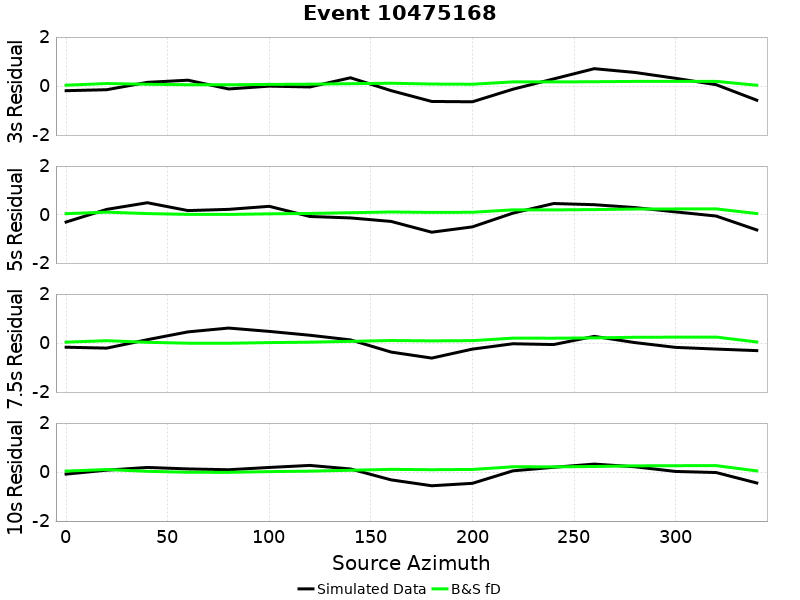 Event 10475168
3s Residual
2
0
-2
5s Residual
2
0
-2
7.5s Residual
2
0
-2
10s Residual
2
0
-2
0 50 100 150 200 250 300
Source Azimuth
Simulated Data B&S fD